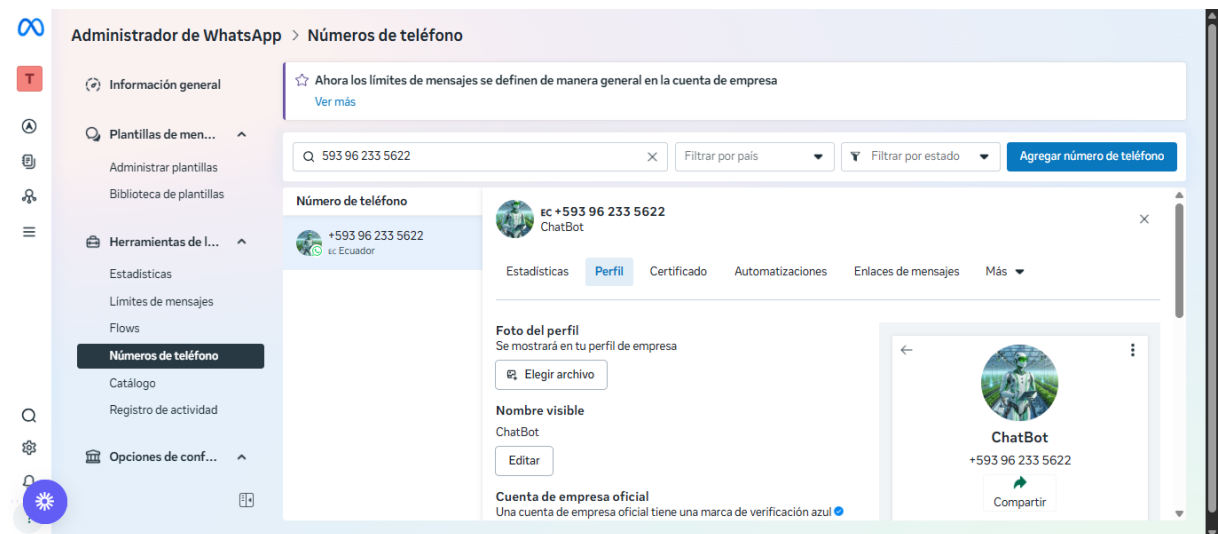 Administrador de WhatsApp > Números de teléfono
T
Información general
Plantillas de men...
Administrar plantillas
Biblioteca de plantillas
Herramientas de l...
Estadísticas
Límites de mensajes
Flows
Números de teléfono
Catálogo
Registro de actividad
Opciones de conf...
Ahora los límites de mensajes se definen de manera general en la cuenta de empresa
Ver más
593 96 233 5622
Filtrar por país
Filtrar por estado
Agregar número de teléfono
Número de teléfono
+593 96 233 5622
EC Ecuador
EC +593 96 233 5622
ChatBot
Estadísticas Perfil Certificado Automatizaciones Enlaces de mensajes Más
Foto del perfil
Se mostrará en tu perfil de empresa
Elegir archivo
Nombre visible
ChatBot
Editar
Cuenta de empresa oficial
Una cuenta de empresa oficial tiene una marca de verificación azul
ChatBot
+593 96 233 5622
Compartir